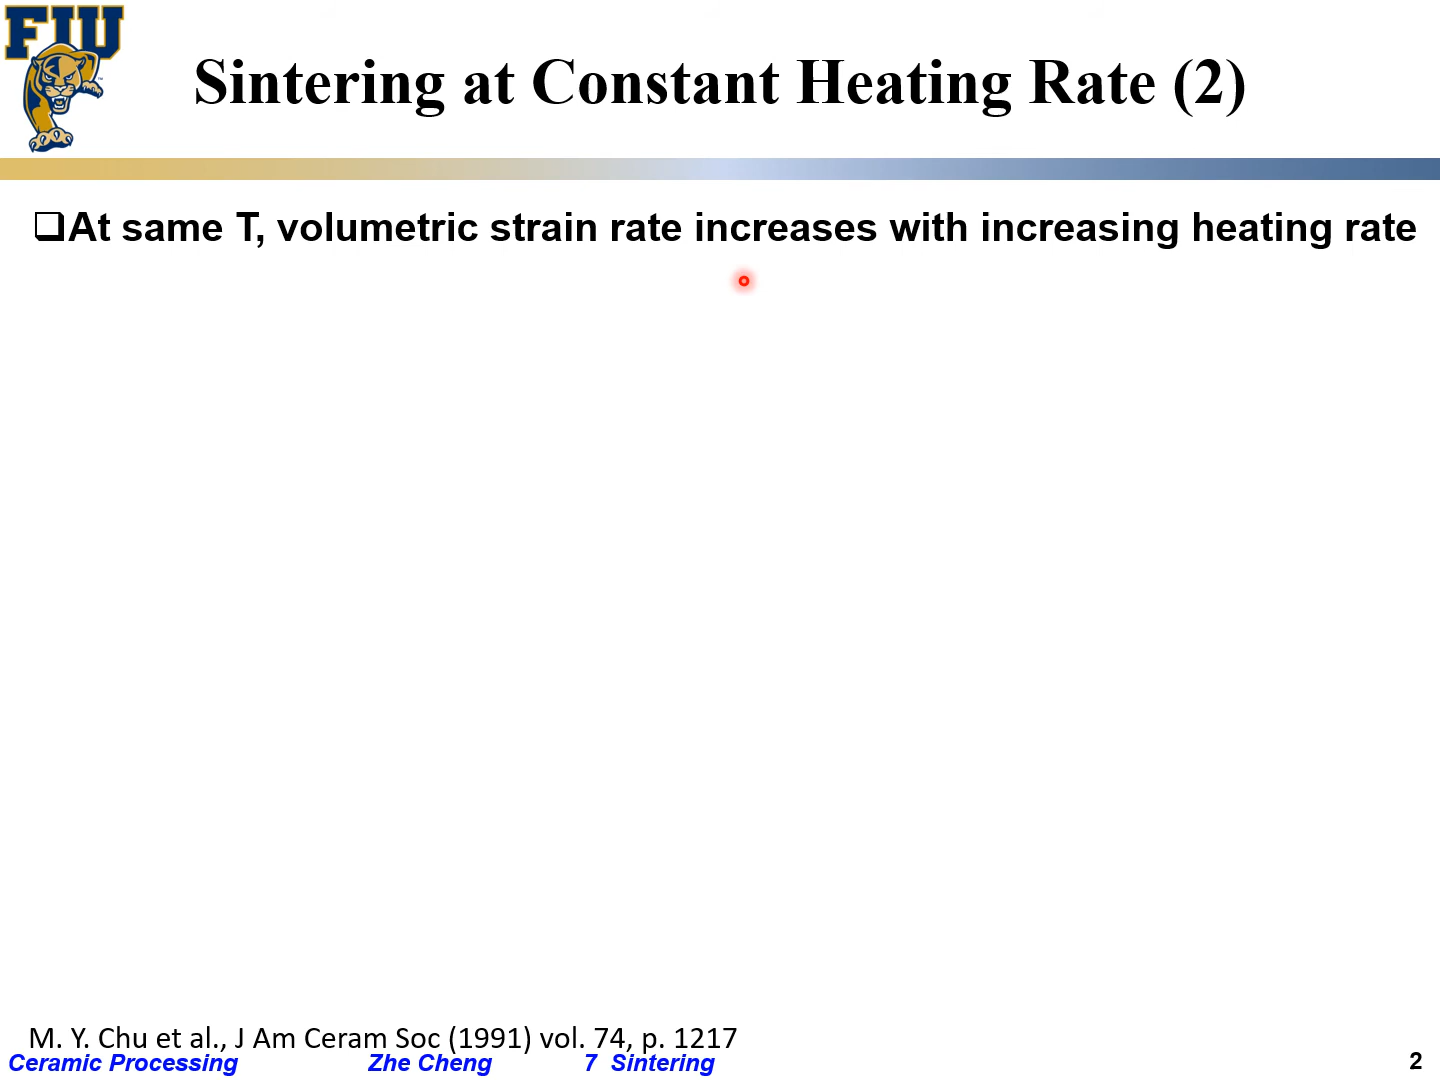 FIU
Sintering at Constant Heating Rate (2)
❑At same T, volumetric strain rate increases with increasing heating rate
M. Y. Chu et al., J Am Ceram Soc (1991) vol. 74, p. 1217
Ceramic Processing Zhe Cheng 7 Sintering 2